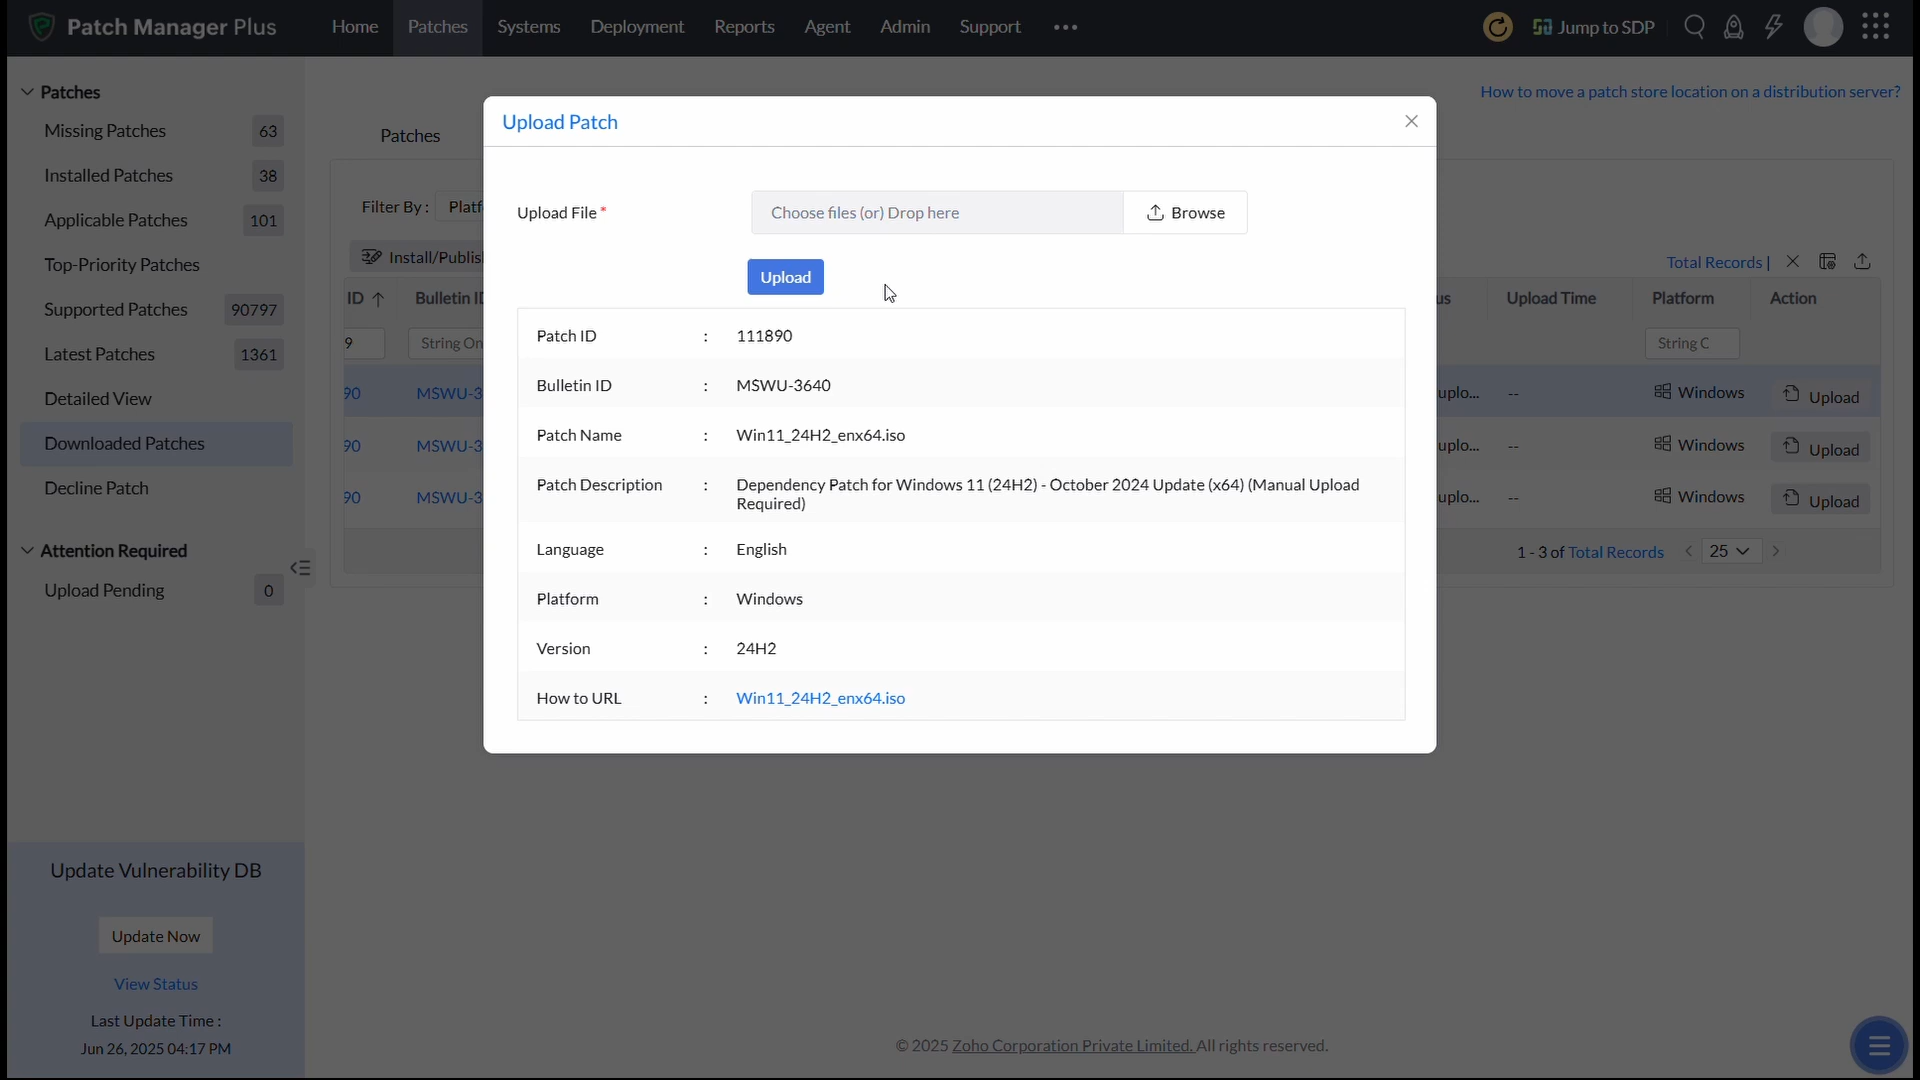 Patch Manager Plus
Home
Patches
Systems
Deployment
Reports
Agent
Admin
Support
Jump to SDP
How to move a patch store location on a distribution server?
Patches
Missing Patches 63
Installed Patches 38
Applicable Patches 101
Top-Priority Patches
Supported Patches 90797
Latest Patches 1361
Detailed View
Downloaded Patches
Decline Patch
Attention Required
Upload Pending 0
Update Vulnerability DB
Update Now
View Status
Last Update Time :
Jun 26, 2025 04:17 PM
Patches
Filter By :
Install/Publis
Total Records |
ID Bulletin ID us Upload Time Platform Action
9 String On String C
90 MSWU-3 uplo... -- Windows Upload
90 MSWU-3 uplo... -- Windows Upload
90 MSWU-3 uplo... -- Windows Upload
1 - 3 of Total Records 25
Upload Patch
Upload File *
Choose files (or) Drop here
Browse
Upload
Patch ID : 111890
Bulletin ID : MSWU-3640
Patch Name : Win11_24H2_enx64.iso
Patch Description : Dependency Patch for Windows 11 (24H2) - October 2024 Update (x64) (Manual Upload
Required)
Language : English
Platform : Windows
Version : 24H2
How to URL : Win11_24H2_enx64.iso
© 2025 Zoho Corporation Private Limited. All rights reserved.